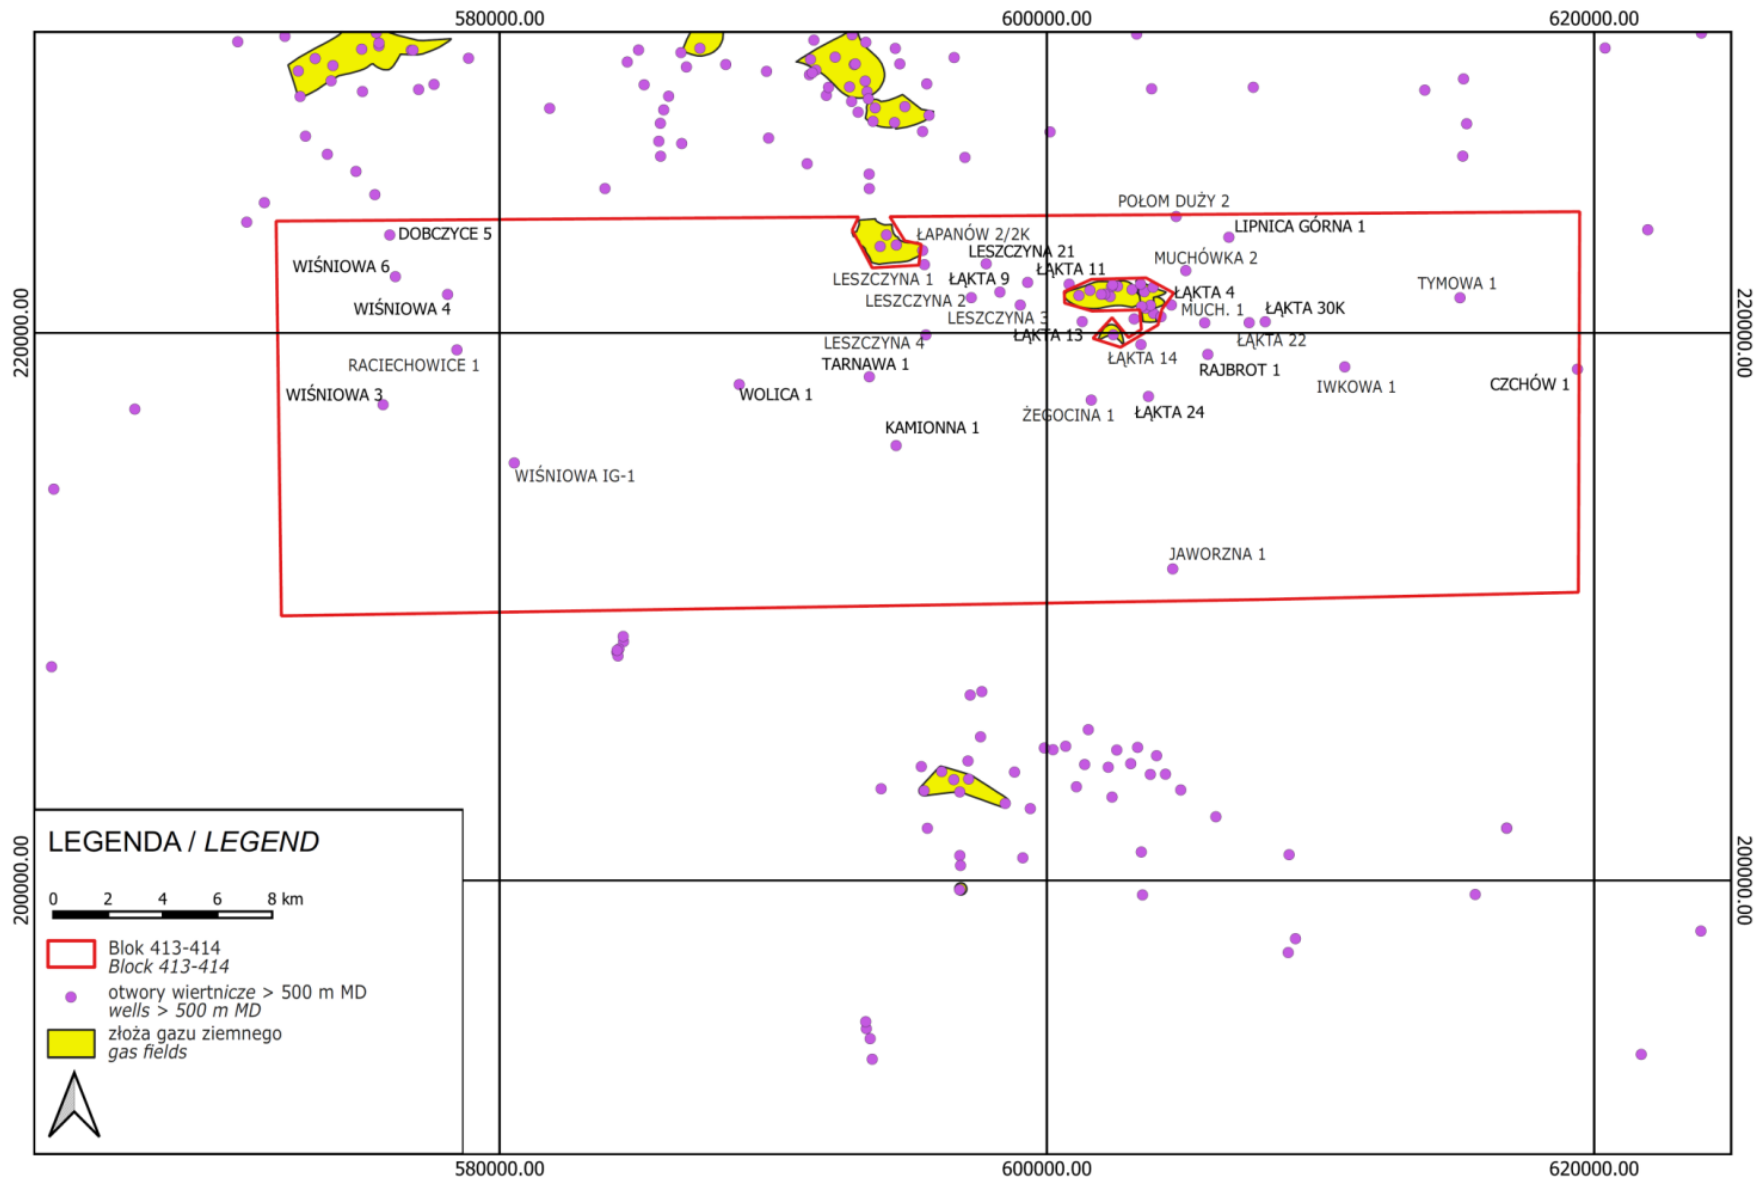 580000.00
600000.00
620000.00
POŁOM DUŻY 2
LIPNICA GÓRNA 1
DOBCZYCE 5
ŁAPANÓW 2/2K
LESZCZYNA 21
MUCHÓWKA 2
WIŚNIOWA 6
ŁĄKTA 11
LESZCZYNA 1
ŁĄKTA 9
TYMOWA 1
ŁĄKTA 4
LESZCZYNA 2
WIŚNIOWA 4
MUCH. 1
ŁĄKTA 30K
LESZCZYNA 3
220000.00
220000.00
ŁĄKTA 13
LESZCZYNA 4
ŁĄKTA 22
ŁĄKTA 14
RACIECHOWICE 1
TARNAWA 1
RAJBROT 1
CZCHÓW 1
IWKOWA 1
WIŚNIOWA 3
WOLICA 1
ŻEGOCINA 1
ŁĄKTA 24
KAMIONNA 1
WIŚNIOWA IG-1
JAWORZNA 1
200000.00
200000.00
LEGENDA / LEGEND
0 2 4 6 8 km
Blok 413-414
Block 413-414
otwory wiertnicze > 500 m MD
wells > 500 m MD
złoża gazu ziemnego
gas fields
580000.00
600000.00
620000.00